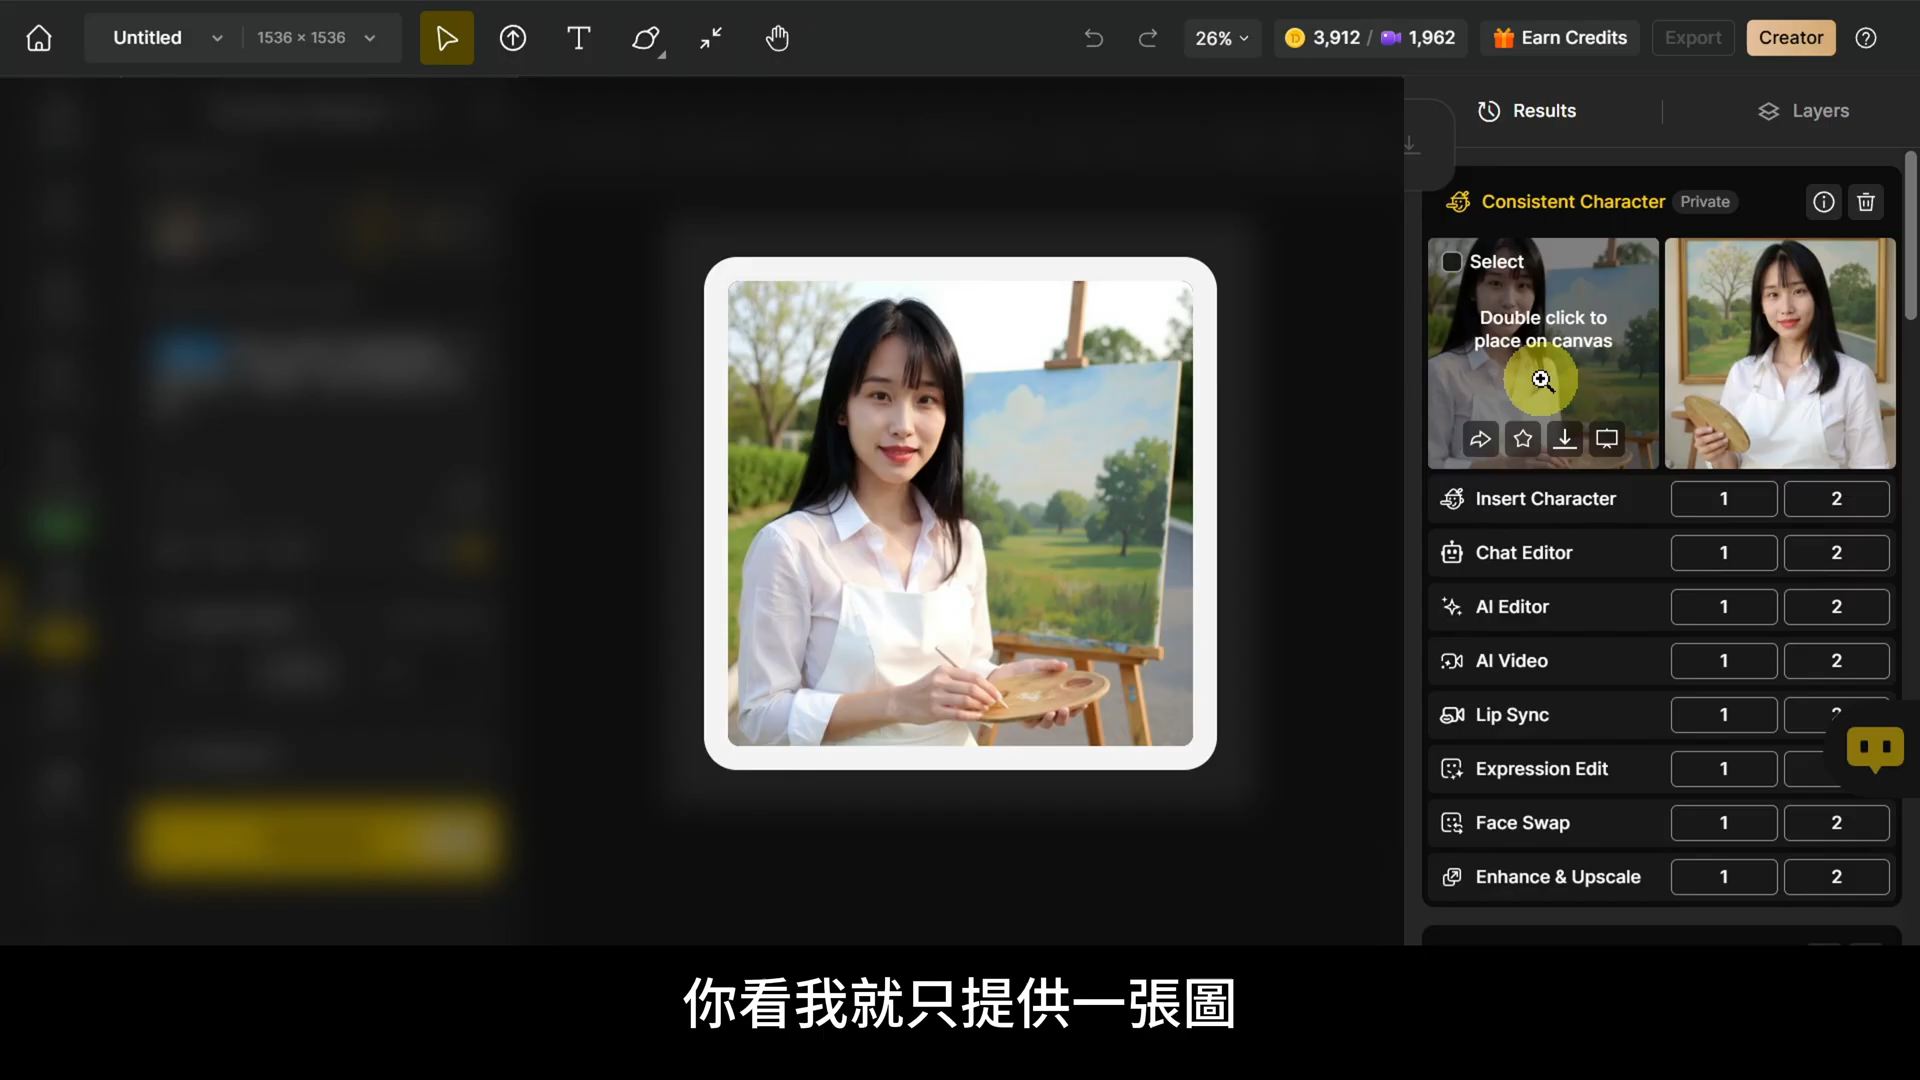 Untitled
1536 × 1536
26%
3,912 / 1,962
Earn Credits
Export
Creator
Results
Layers
Consistent Character
Private
Select
Double click to
place on canvas
Insert Character 1 2
Chat Editor 1 2
AI Editor 1 2
AI Video 1 2
Lip Sync 1 2
Expression Edit 1
Face Swap 1 2
Enhance & Upscale 1 2
你看我就只提供一張圖